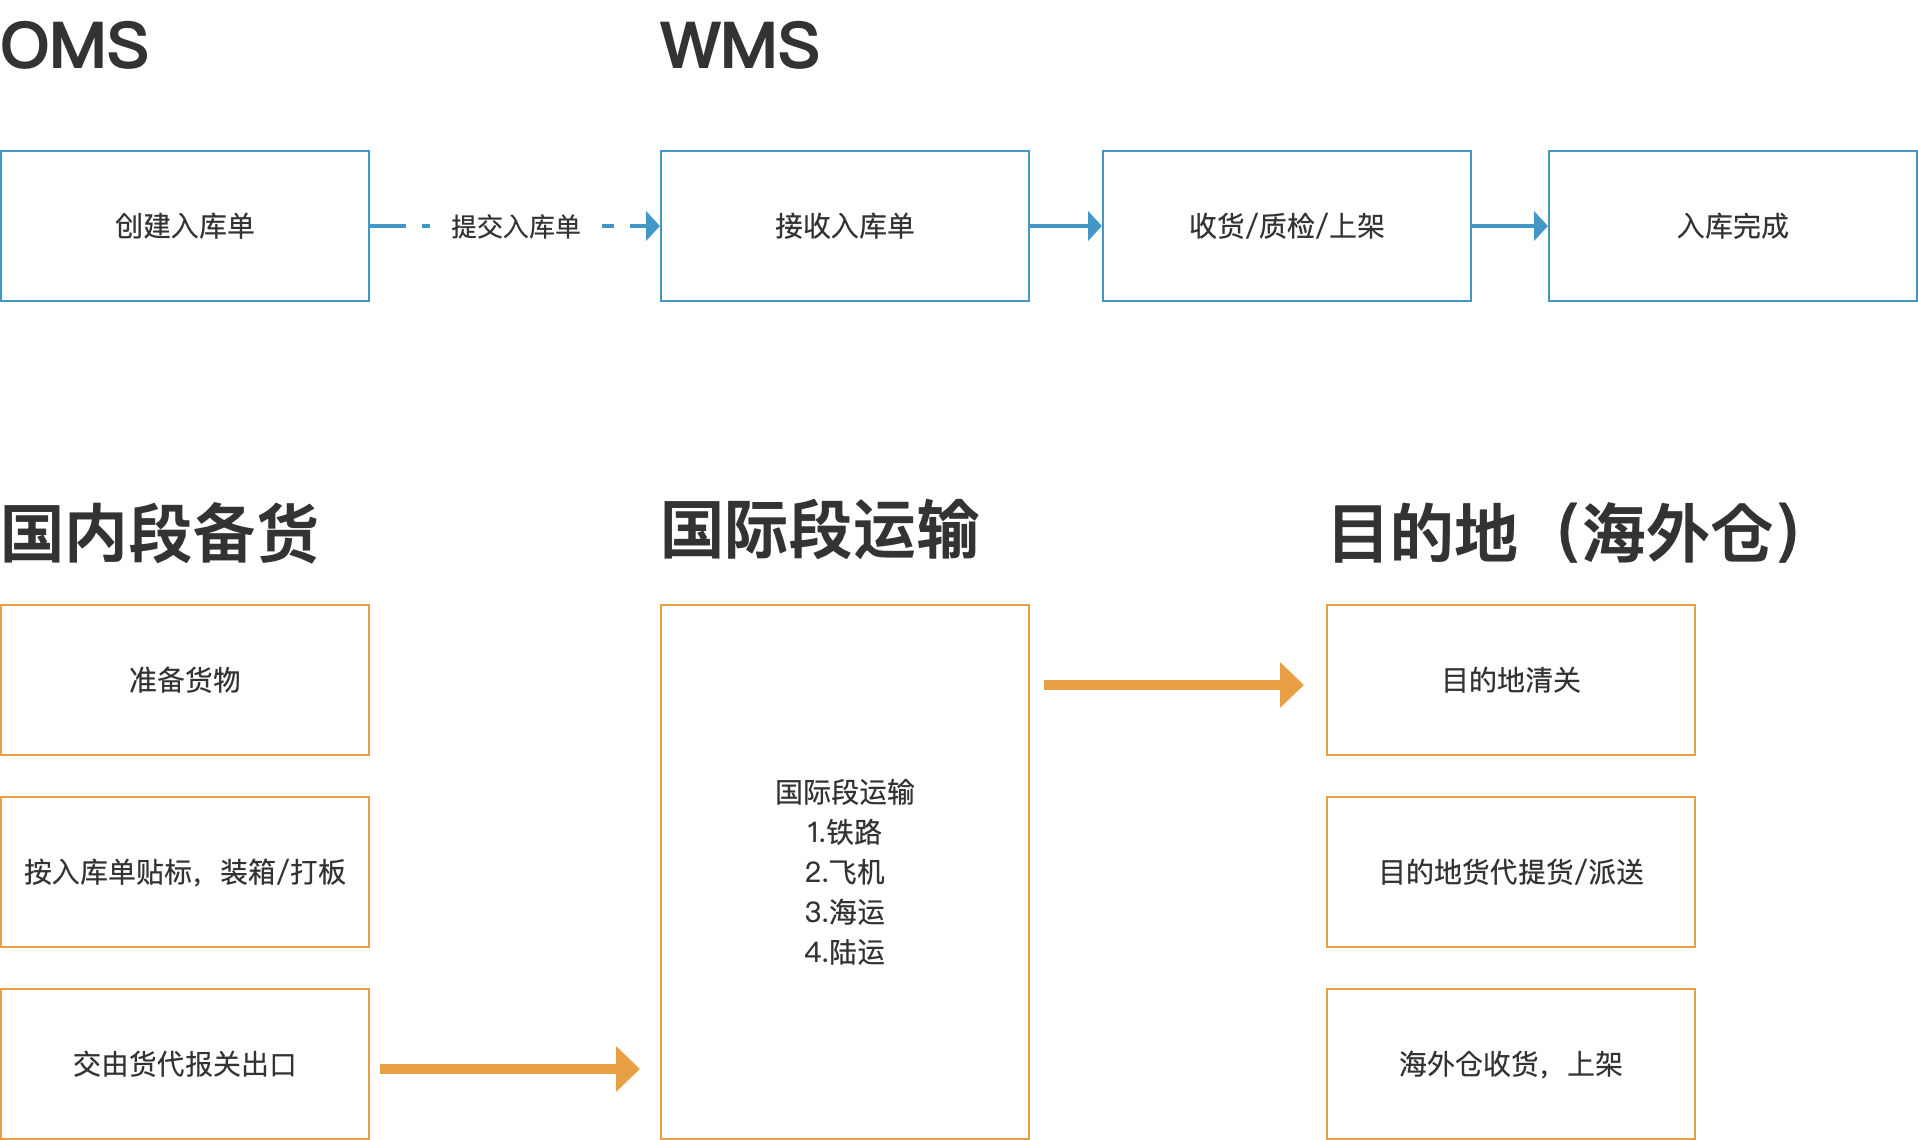 OMS
WMS
创建入库单
提交入库单
接收入库单
收货/质检/上架
入库完成
国内段备货
国际段运输
目的地（海外仓）
准备货物
按入库单贴标，装箱/打板
交由货代报关出口
国际段运输
1.铁路
2.飞机
3.海运
4.陆运
目的地清关
目的地货代提货/派送
海外仓收货，上架